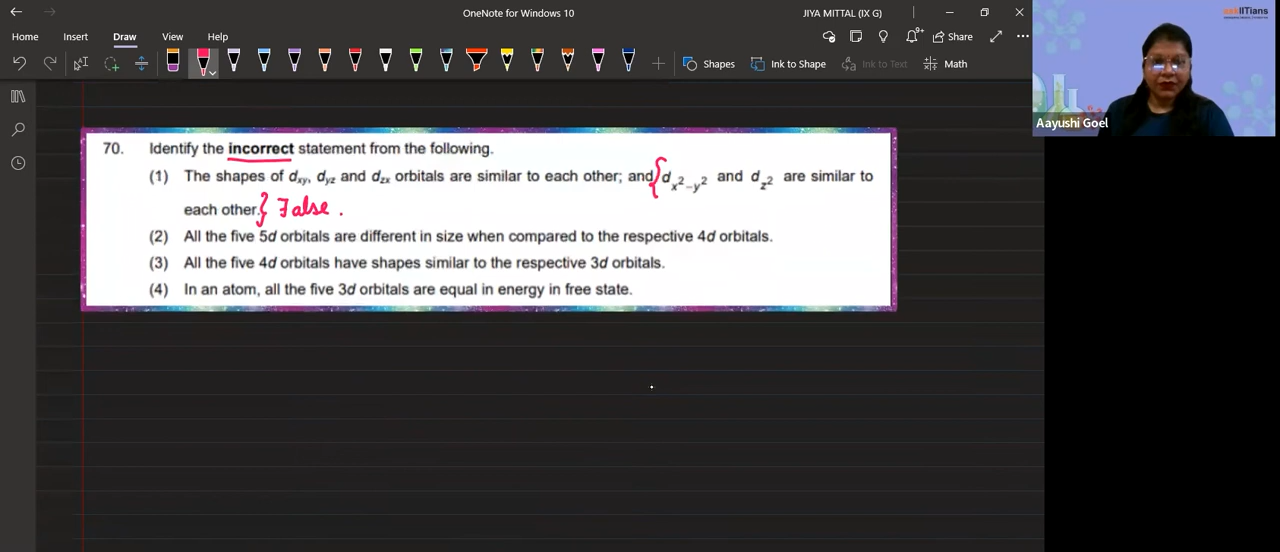 OneNote for Windows 10
JIYA MITTAL (IX G)
askIITians
Home Insert Draw View Help
9+ Share
Shapes Ink to Shape Ink to Text Math
Aayushi Goel
70. Identify the incorrect statement from the following.
(1) The shapes of dxy, dyz and dzx orbitals are similar to each other; and { dx²–y² and dz² are similar to
each other. } False.
(2) All the five 5d orbitals are different in size when compared to the respective 4d orbitals.
(3) All the five 4d orbitals have shapes similar to the respective 3d orbitals.
(4) In an atom, all the five 3d orbitals are equal in energy in free state.